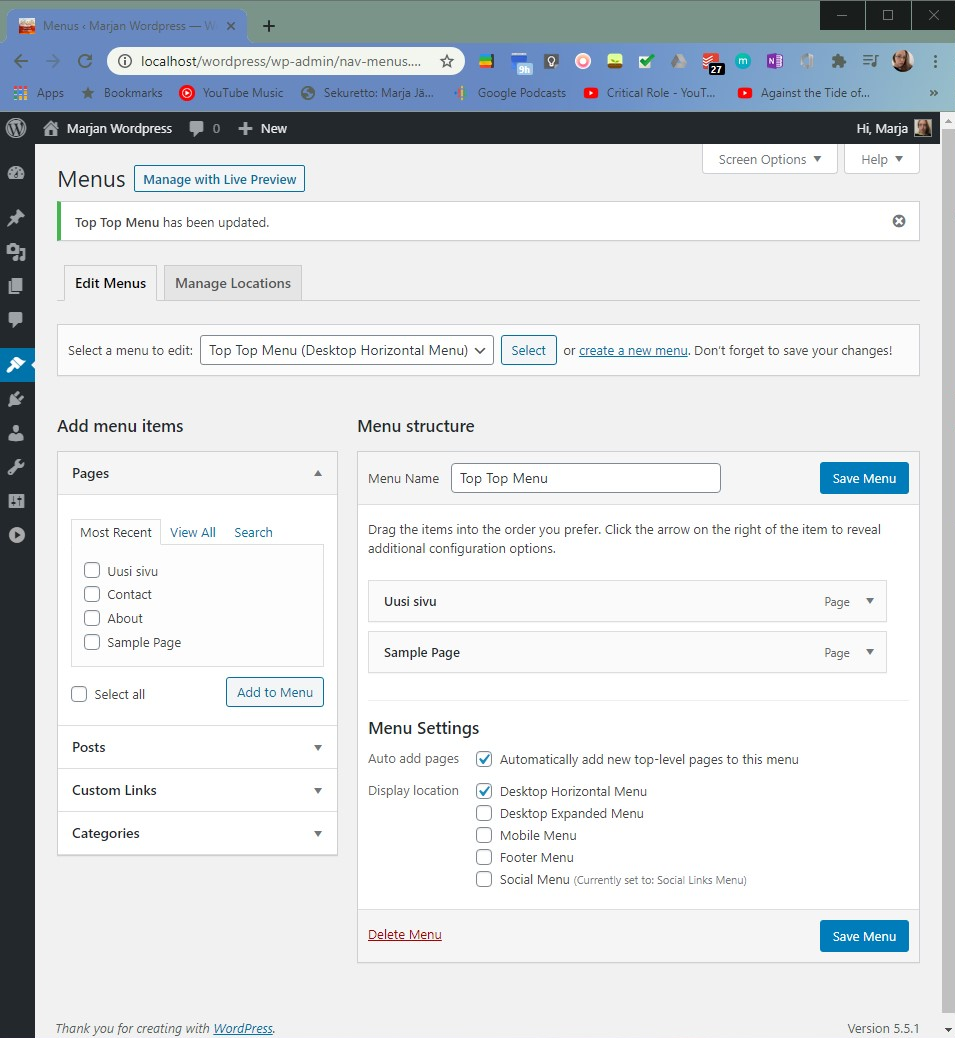 Menus ‹ Marjan Wordpress — W
localhost/wordpress/wp-admin/nav-menus....
9h
27
m
N
Apps
Bookmarks
YouTube Music
Sekuretto: Marja Jä...
Google Podcasts
Critical Role - YouT...
Against the Tide of...
Marjan Wordpress
0
New
Hi, Marja
Screen Options
Help
Menus
Manage with Live Preview
Top Top Menu has been updated.
Edit Menus
Manage Locations
Select a menu to edit: Top Top Menu (Desktop Horizontal Menu) Select or create a new menu. Don't forget to save your changes!
Add menu items
Pages
Most Recent
View All
Search
Uusi sivu
Contact
About
Sample Page
Select all
Add to Menu
Posts
Custom Links
Categories
Menu structure
Menu Name Top Top Menu Save Menu
Drag the items into the order you prefer. Click the arrow on the right of the item to reveal
additional configuration options.
Uusi sivu Page
Sample Page Page
Menu Settings
Auto add pages Automatically add new top-level pages to this menu
Display location Desktop Horizontal Menu
Desktop Expanded Menu
Mobile Menu
Footer Menu
Social Menu (Currently set to: Social Links Menu)
Delete Menu Save Menu
Thank you for creating with WordPress.
Version 5.5.1